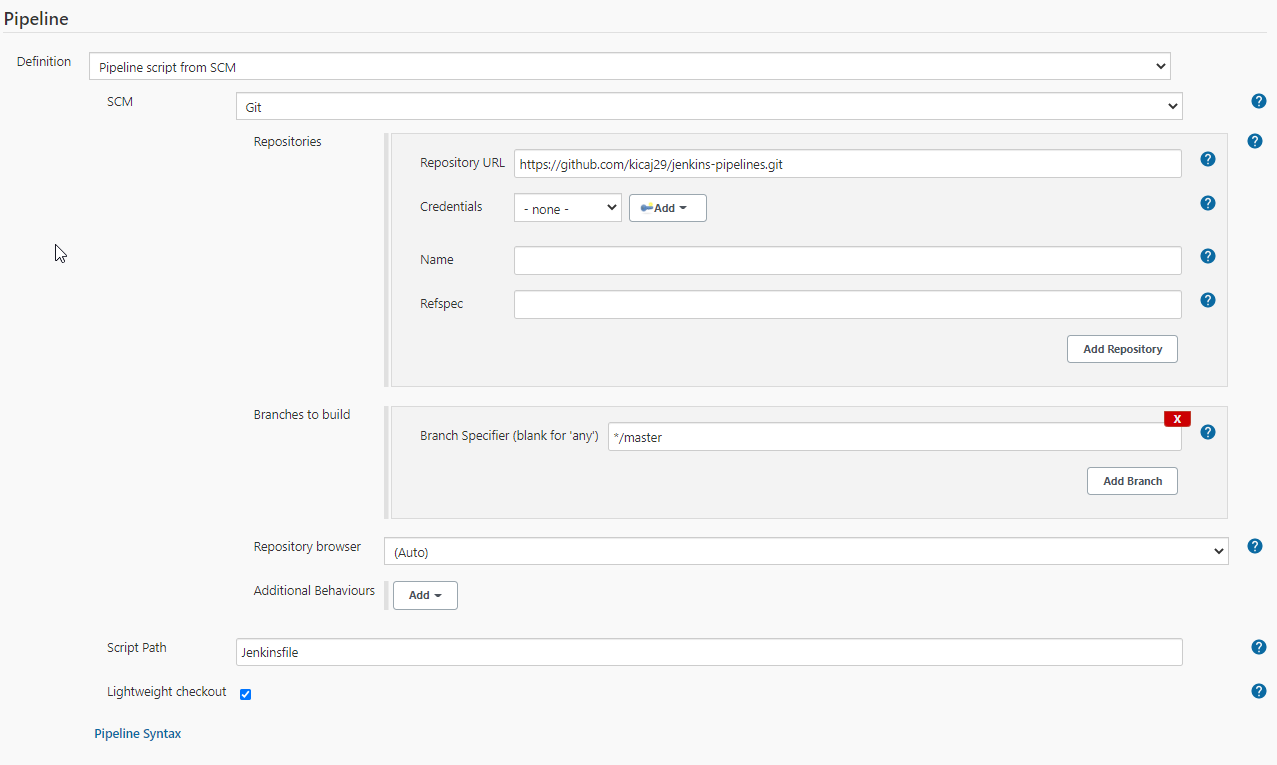 Pipeline
Definition
Pipeline script from SCM
SCM
Git
?
Repositories
?
Repository URL
https://github.com/kicaj29/jenkins-pipelines.git
?
Credentials
- none -
Add
?
Name
?
Refspec
?
Add Repository
Branches to build
X
Branch Specifier (blank for 'any')
*/master
?
Add Branch
Repository browser
(Auto)
?
Additional Behaviours
Add
Script Path
Jenkinsfile
?
Lightweight checkout
?
Pipeline Syntax